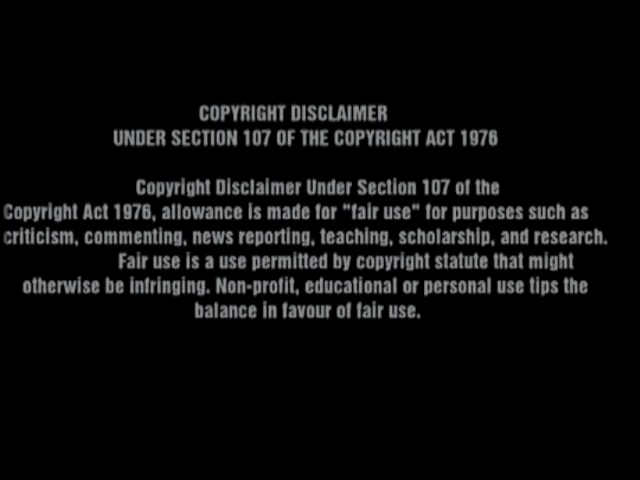 COPYRIGHT DISCLAIMER
UNDER SECTION 107 OF THE COPYRIGHT ACT 1976
Copyright Disclaimer Under Section 107 of the
Copyright Act 1976, allowance is made for "fair use" for purposes such as
criticism, commenting, news reporting, teaching, scholarship, and research.
Fair use is a use permitted by copyright statute that might
otherwise be infringing. Non-profit, educational or personal use tips the
balance in favour of fair use.